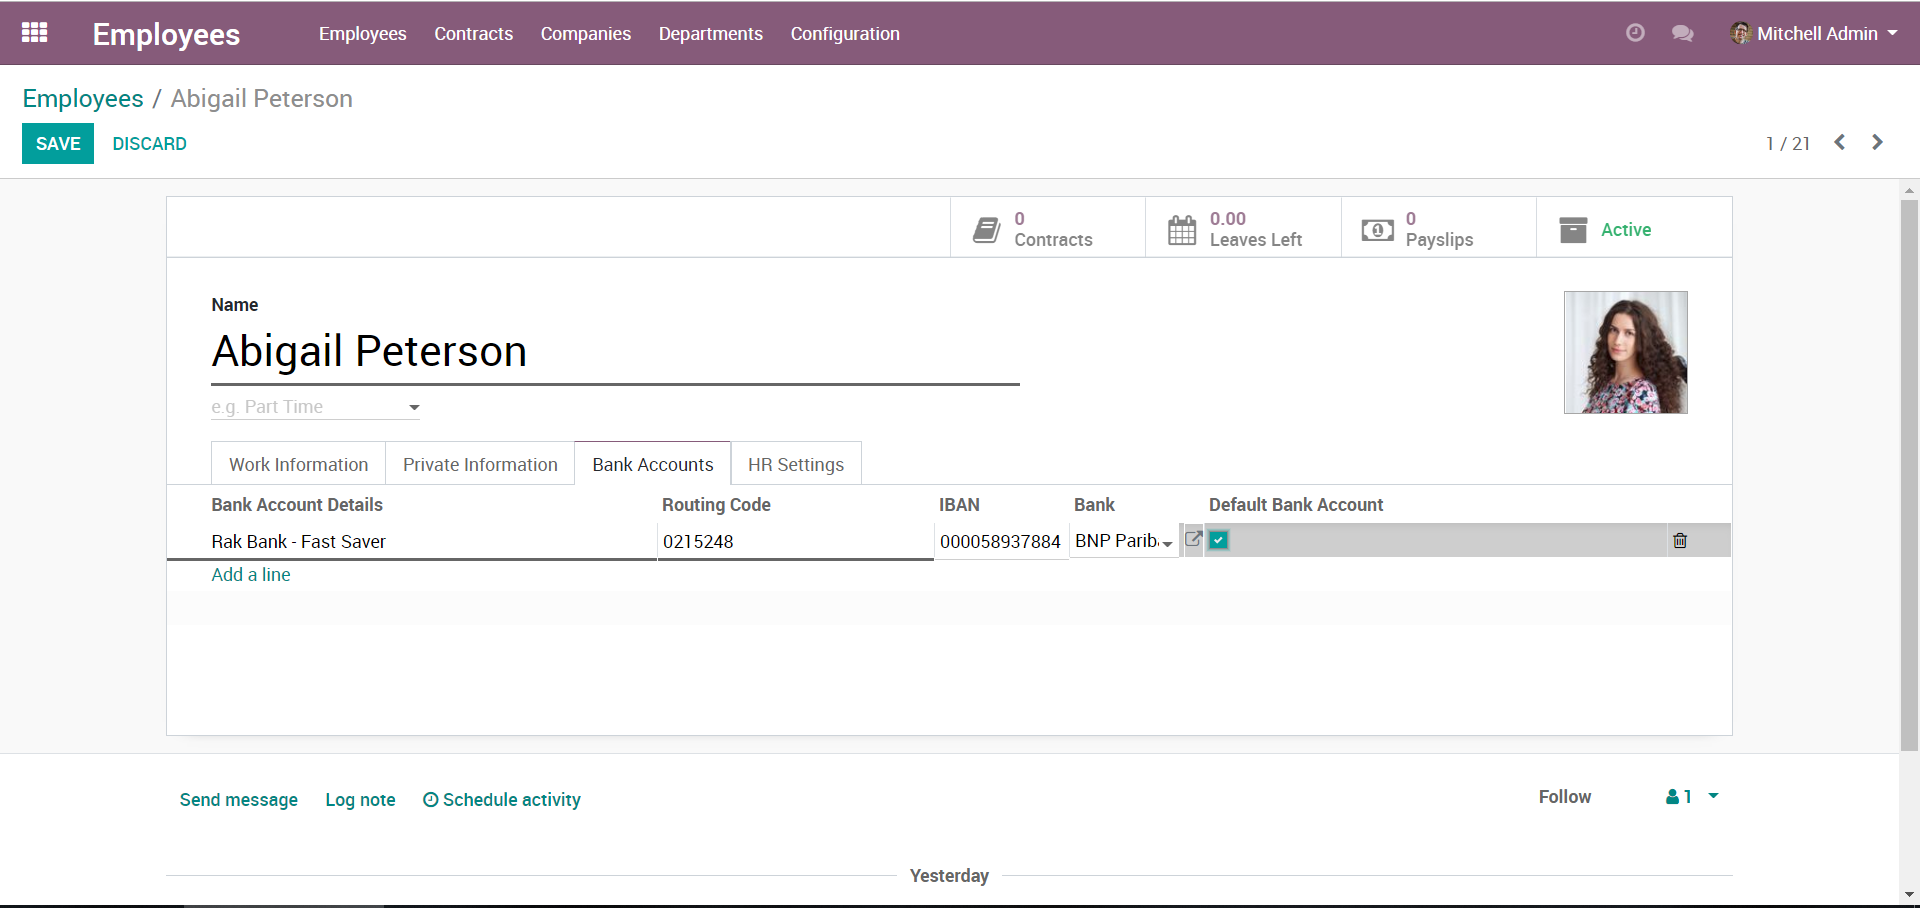 Employees Employees Contracts Companies Departments Configuration Mitchell Admin
Employees / Abigail Peterson
SAVE DISCARD 1 / 21
0 Contracts
0.00 Leaves Left
0 Payslips
Active
Name
Abigail Peterson
e.g. Part Time
Work Information Private Information Bank Accounts HR Settings
Bank Account Details Routing Code IBAN Bank Default Bank Account
Rak Bank - Fast Saver 0215248 000058937884 BNP Parib
Add a line
Send message Log note Schedule activity Follow 1
Yesterday